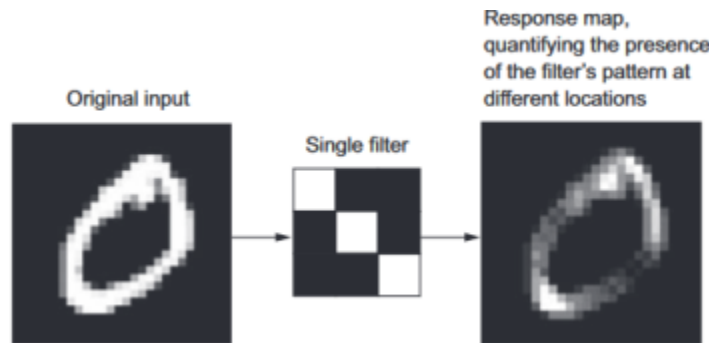 Original input
Single filter
Response map,
quantifying the presence
of the filter's pattern at
different locations